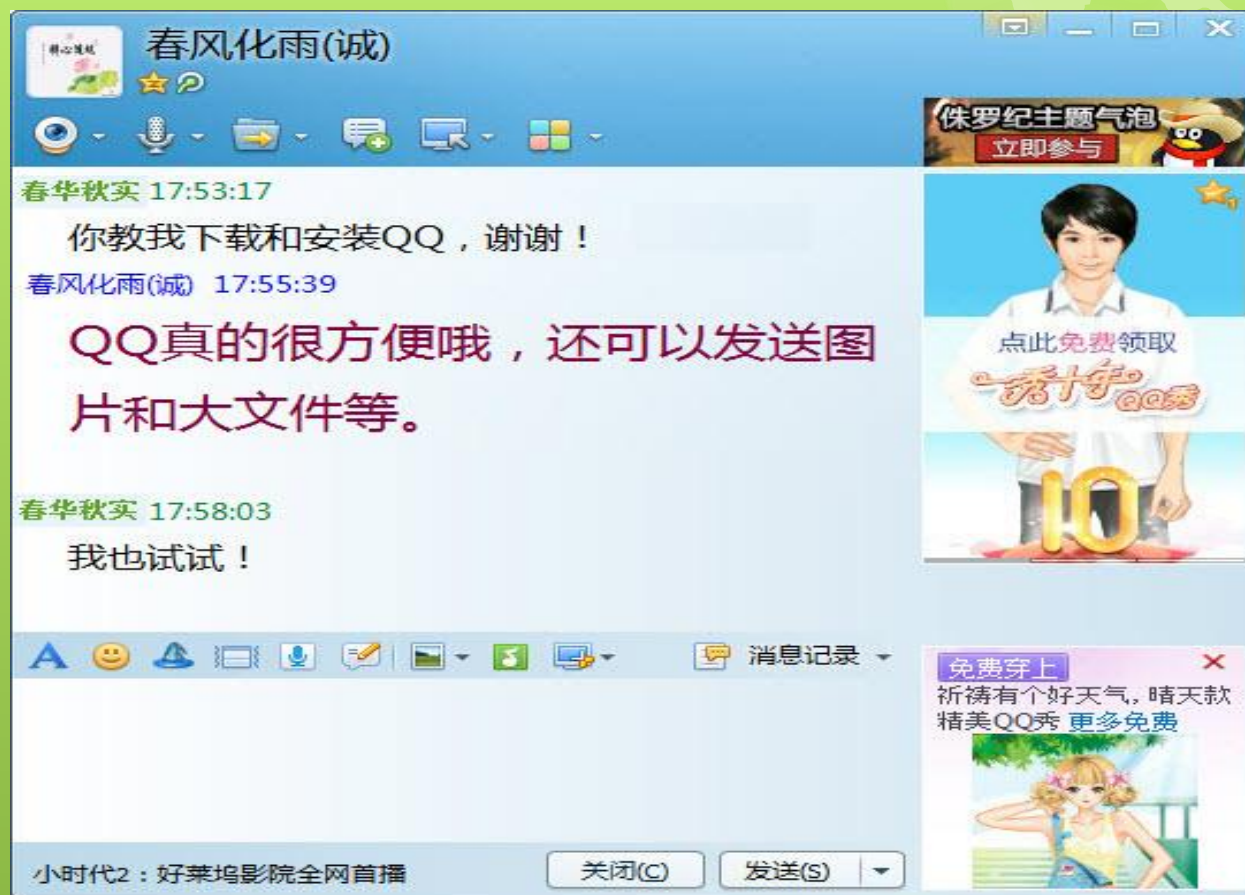 春风化雨(诚)
侏罗纪主题气泡
立即参与
春华秋实 17:53:17
你教我下载和安装QQ，谢谢！
春风化雨(诚) 17:55:39
QQ真的很方便哦，还可以发送图
片和大文件等。
春华秋实 17:58:03
我也试试！
点此免费领取
秀十年
QQ秀
10
消息记录
免费穿上
祈祷有个好天气，晴天款
精美QQ秀 更多免费
小时代2：好莱坞影院全网首播
关闭(C)
发送(S)